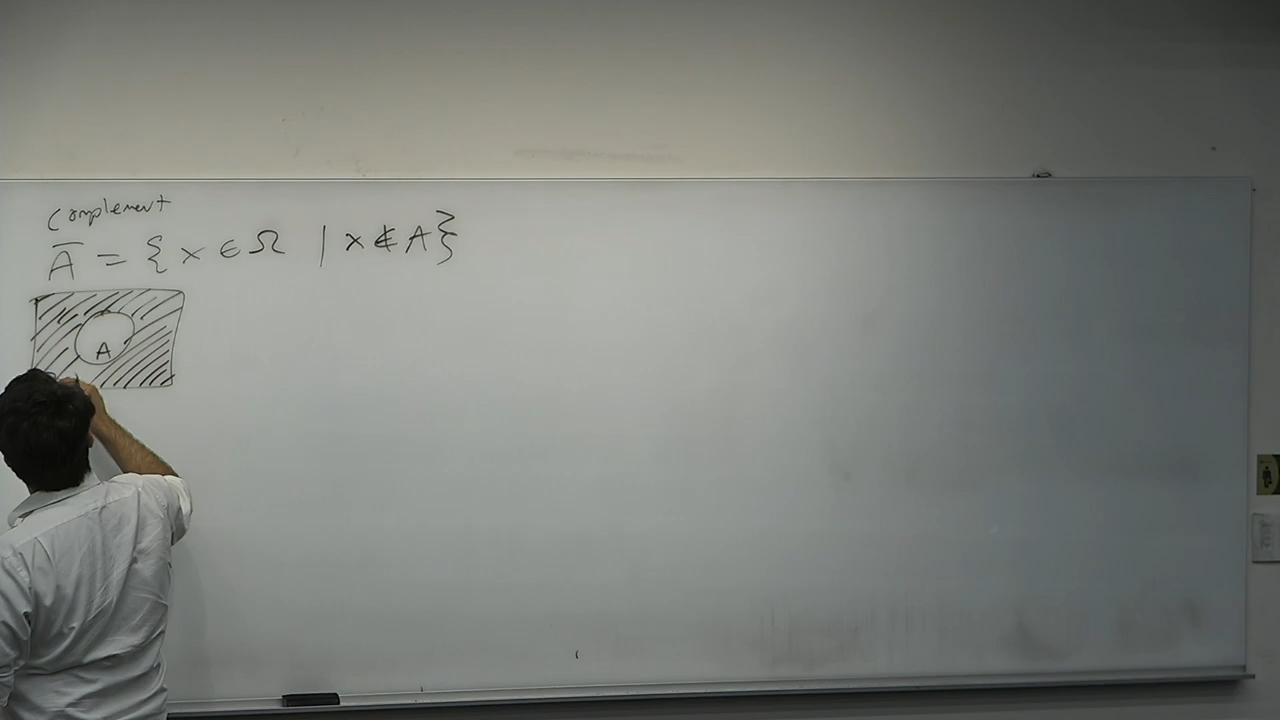 Complement
A̅ = {x ∈ Ω | x ∉ A}
A